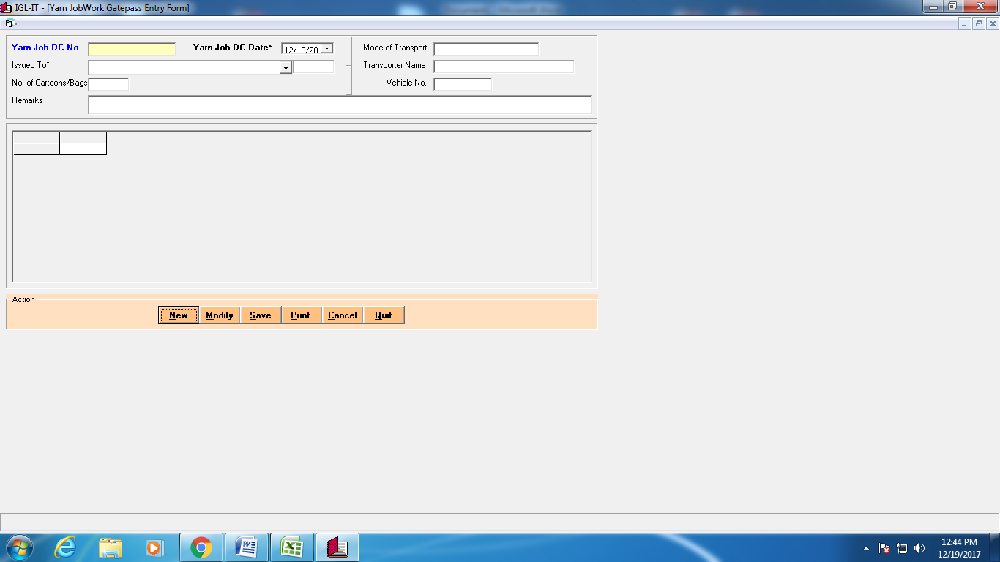 IGL-IT - [Yarn JobWork Gatepass Entry Form]
Yarn Job DC No. Yarn Job DC Date* 12/19/20 Mode of Transport
Issued To* Transporter Name
No. of Cartoons/Bags Vehicle No.
Remarks
Action
New Modify Save Print Cancel Quit
12:44 PM
12/19/2017